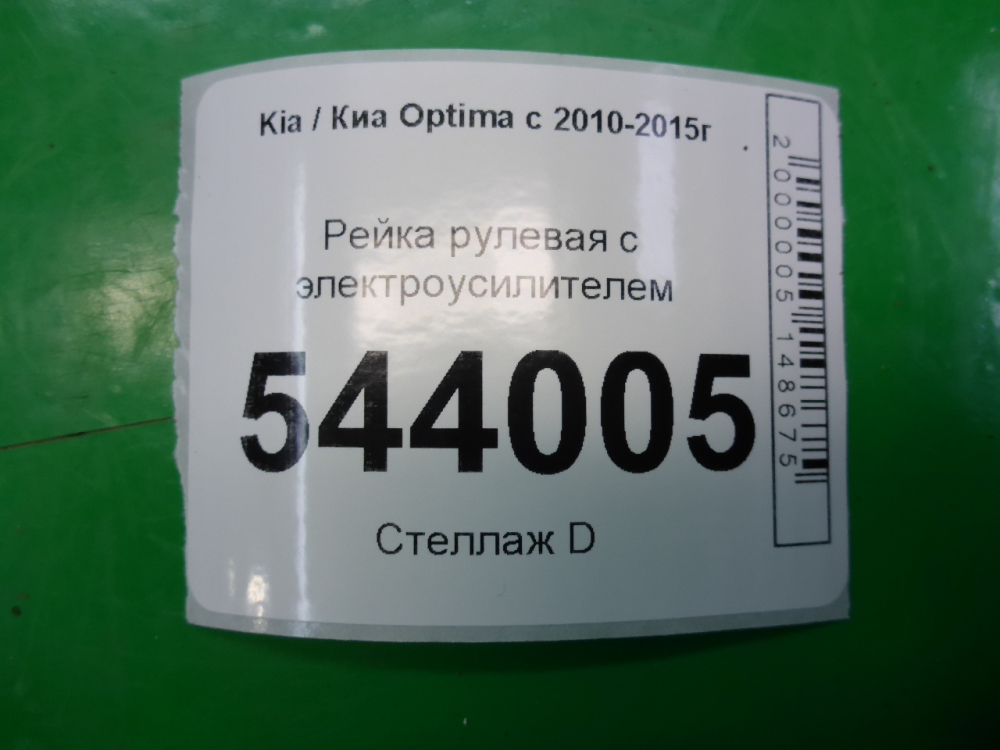 Kia / Киа Optima с 2010-2015г
Рейка рулевая с
электроусилителем
544005
Стеллаж D
2000005148675